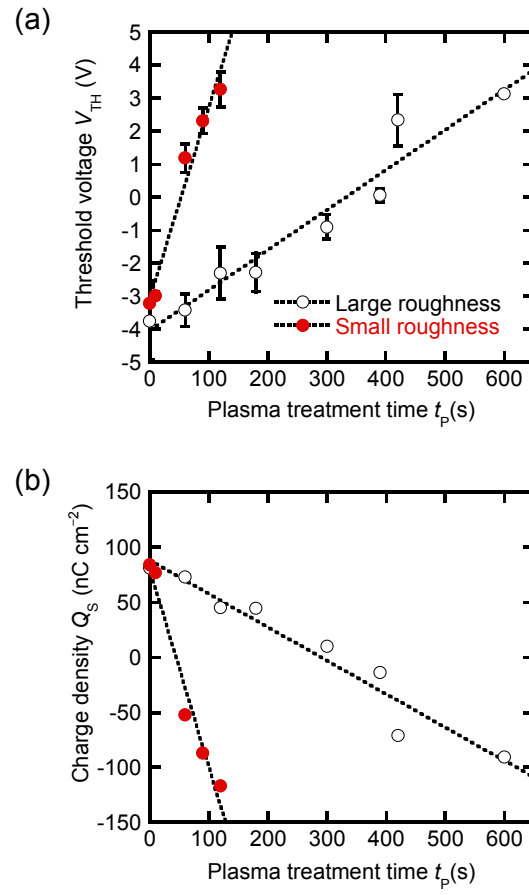 (a)
Threshold voltage V_TH (V)
5
4
3
2
1
0
-1
-2
-3
-4
-5
Large roughness
Small roughness
0 100 200 300 400 500 600
Plasma treatment time t_P(s)
(b)
Charge density Q_S (nC cm⁻²)
150
100
50
0
-50
-100
-150
0 100 200 300 400 500 600
Plasma treatment time t_P(s)